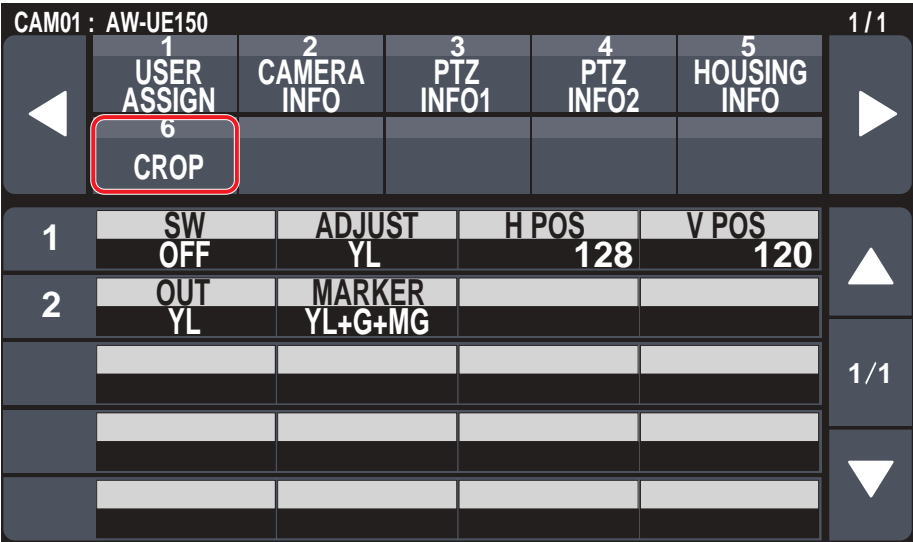 CAM01 : AW-UE150 1 / 1
1 2 3 4 5
USER CAMERA PTZ PTZ HOUSING
ASSIGN INFO INFO1 INFO2 INFO
6
CROP
1 SW ADJUST H POS V POS
OFF YL 128 120
2 OUT MARKER
YL YL+G+MG
1/1